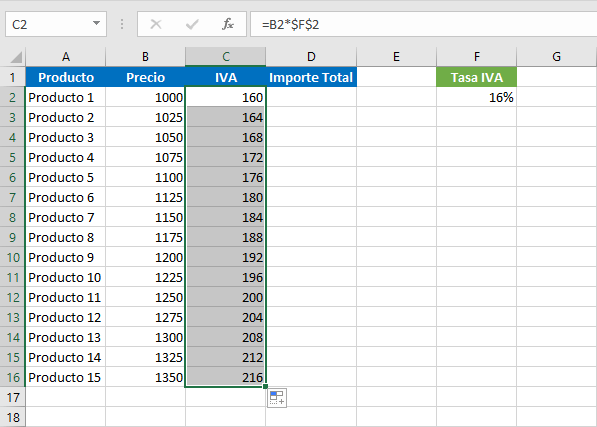 C2 fx =B2*$F$2
A B C D E F G
1 Producto Precio IVA Importe Total Tasa IVA
2 Producto 1 1000 160 16%
3 Producto 2 1025 164
4 Producto 3 1050 168
5 Producto 4 1075 172
6 Producto 5 1100 176
7 Producto 6 1125 180
8 Producto 7 1150 184
9 Producto 8 1175 188
10 Producto 9 1200 192
11 Producto 10 1225 196
12 Producto 11 1250 200
13 Producto 12 1275 204
14 Producto 13 1300 208
15 Producto 14 1325 212
16 Producto 15 1350 216
17
18